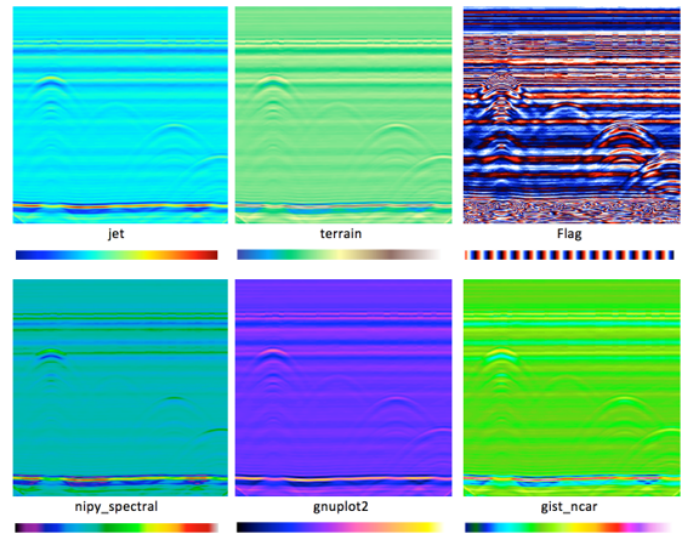 jet
terrain
Flag
nipy_spectral
gnuplot2
gist_ncar